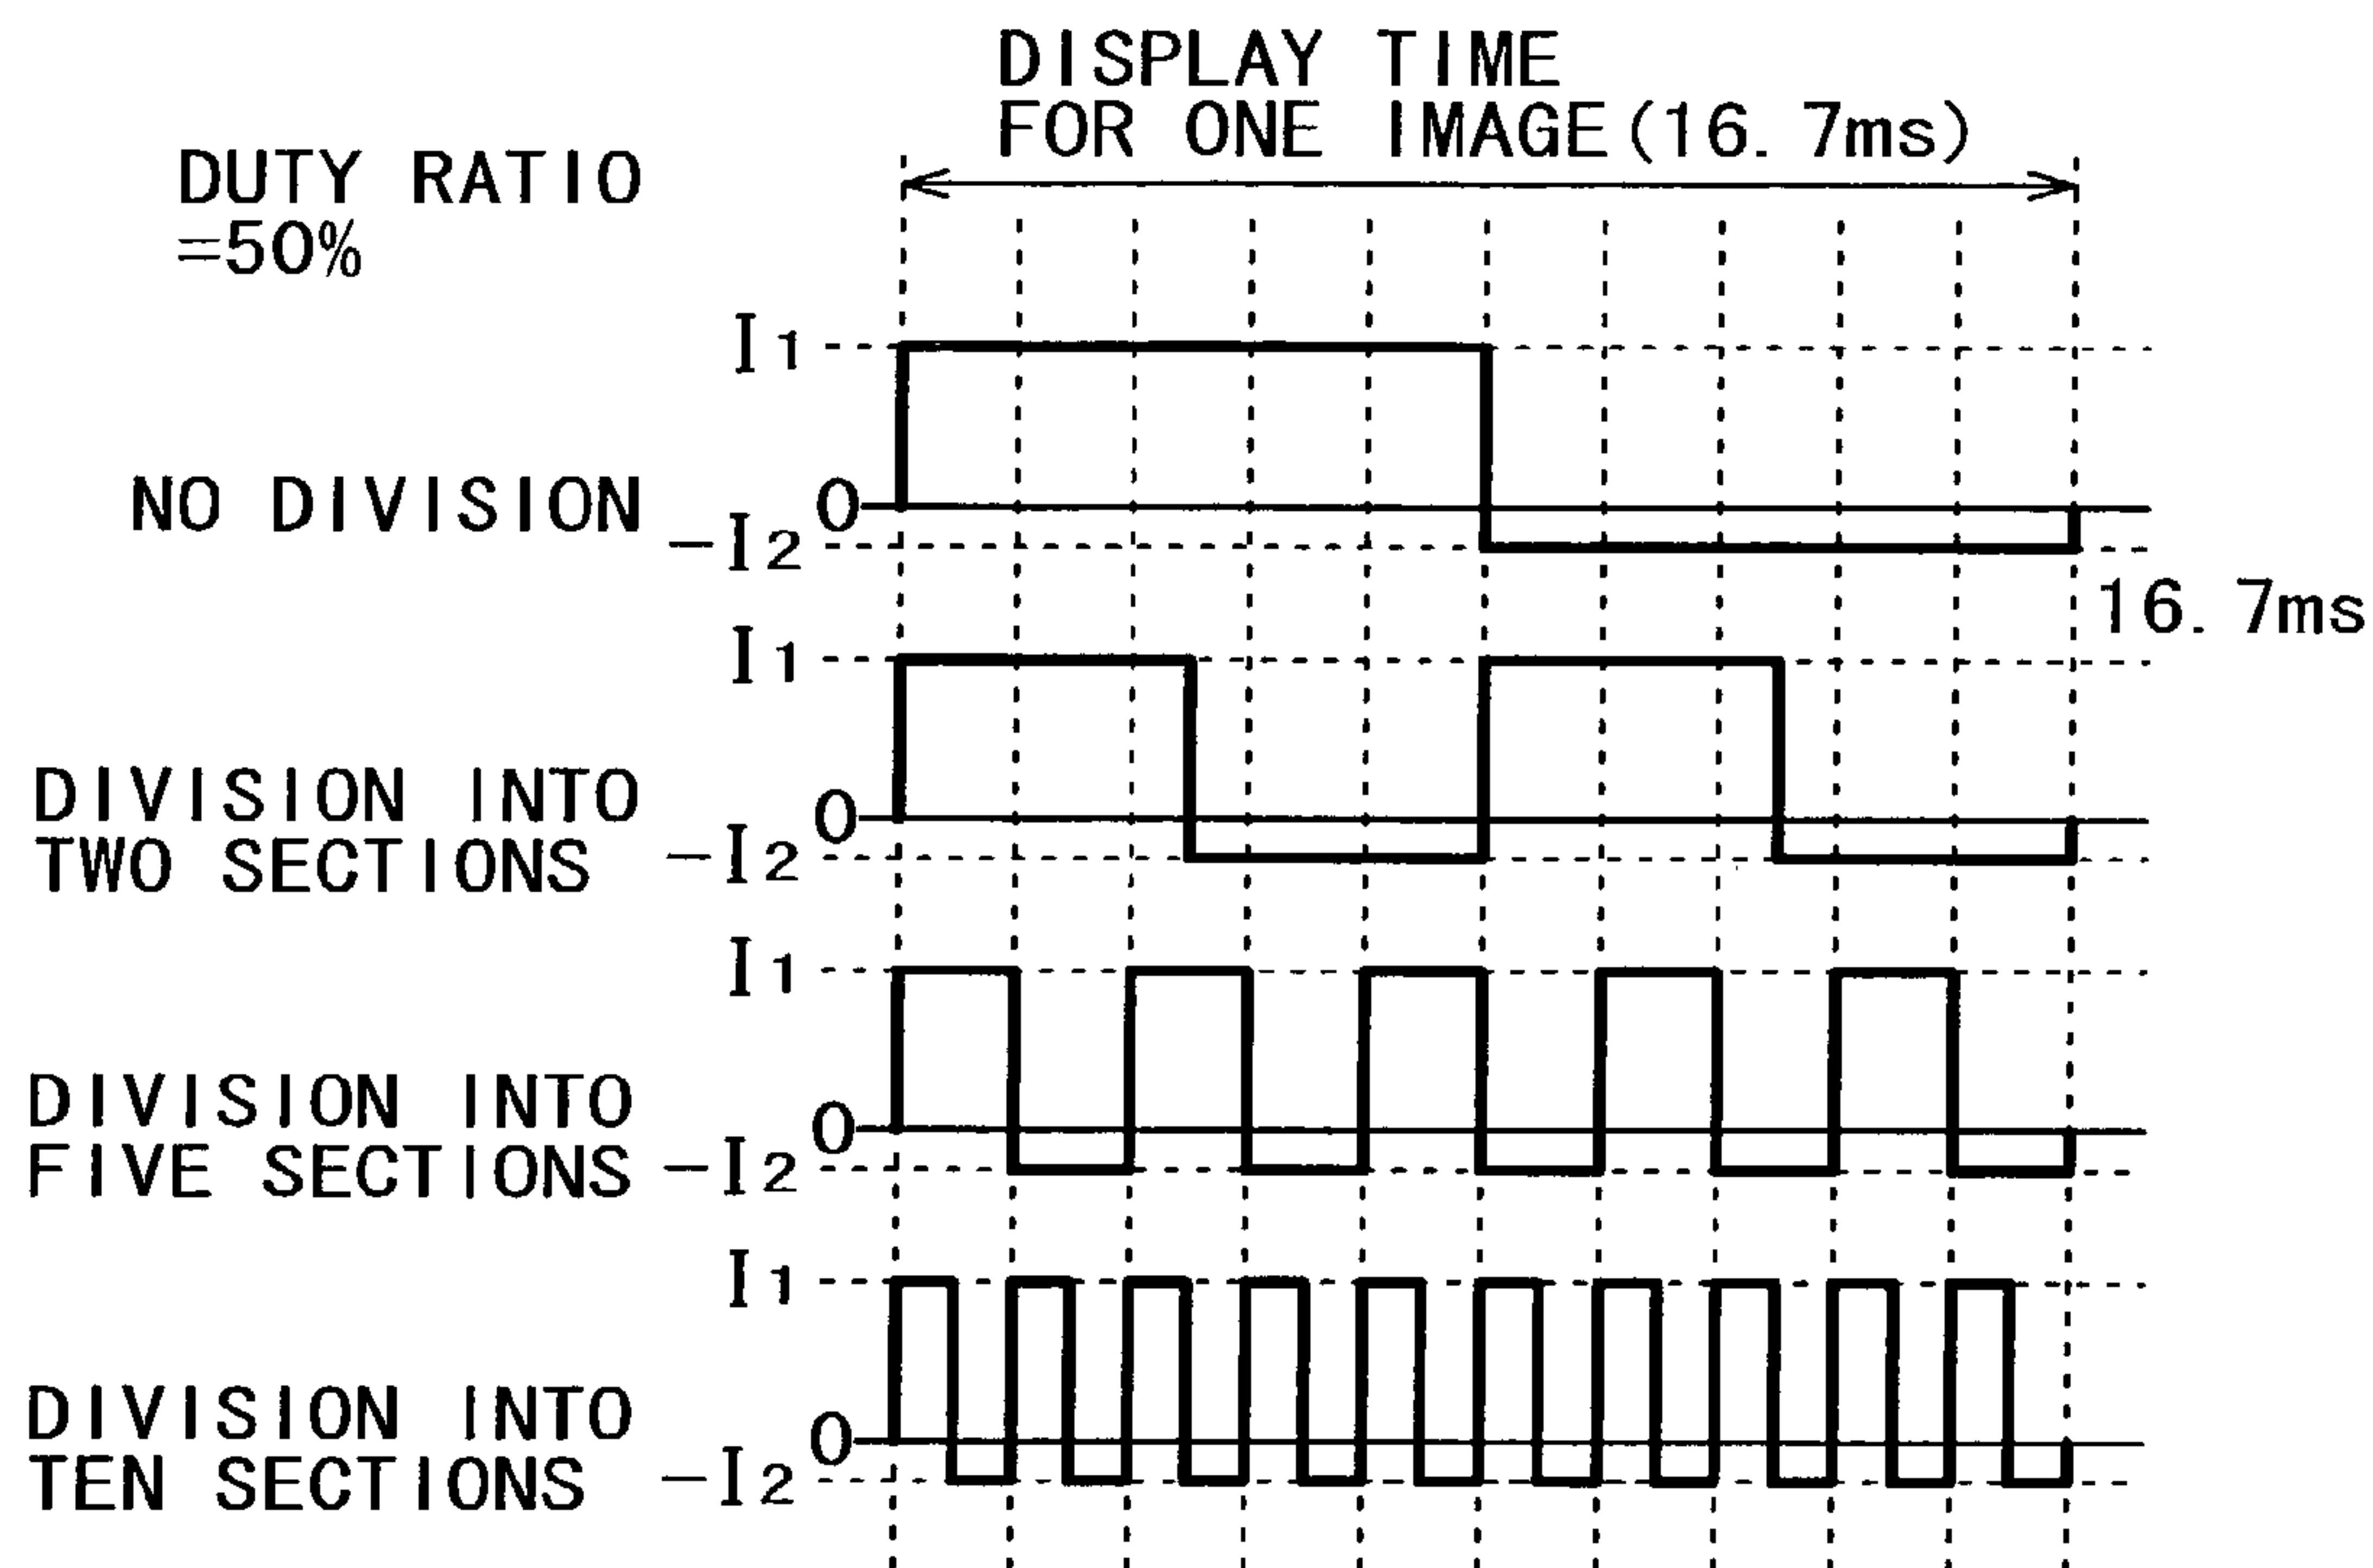 DISPLAY TIME
FOR ONE IMAGE(16.7ms)
DUTY RATIO
=50%
I1
NO DIVISION
0
-I2
16.7ms
I1
DIVISION INTO
TWO SECTIONS
0
-I2
I1
DIVISION INTO
FIVE SECTIONS
0
-I2
I1
DIVISION INTO
TEN SECTIONS
0
-I2